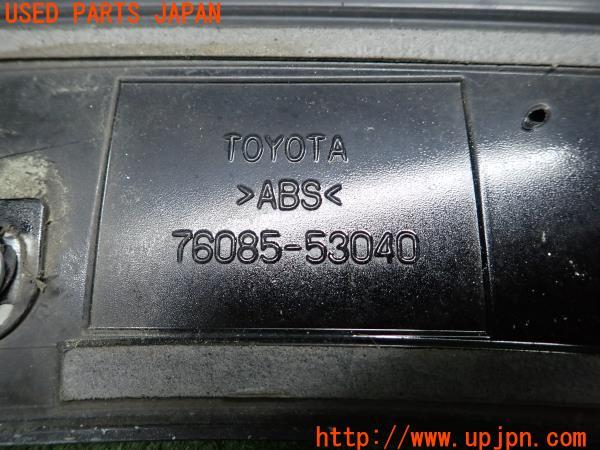 USED PARTS JAPAN
TOYOTA
>ABS<
76085-53040
http://www.upjpn.com